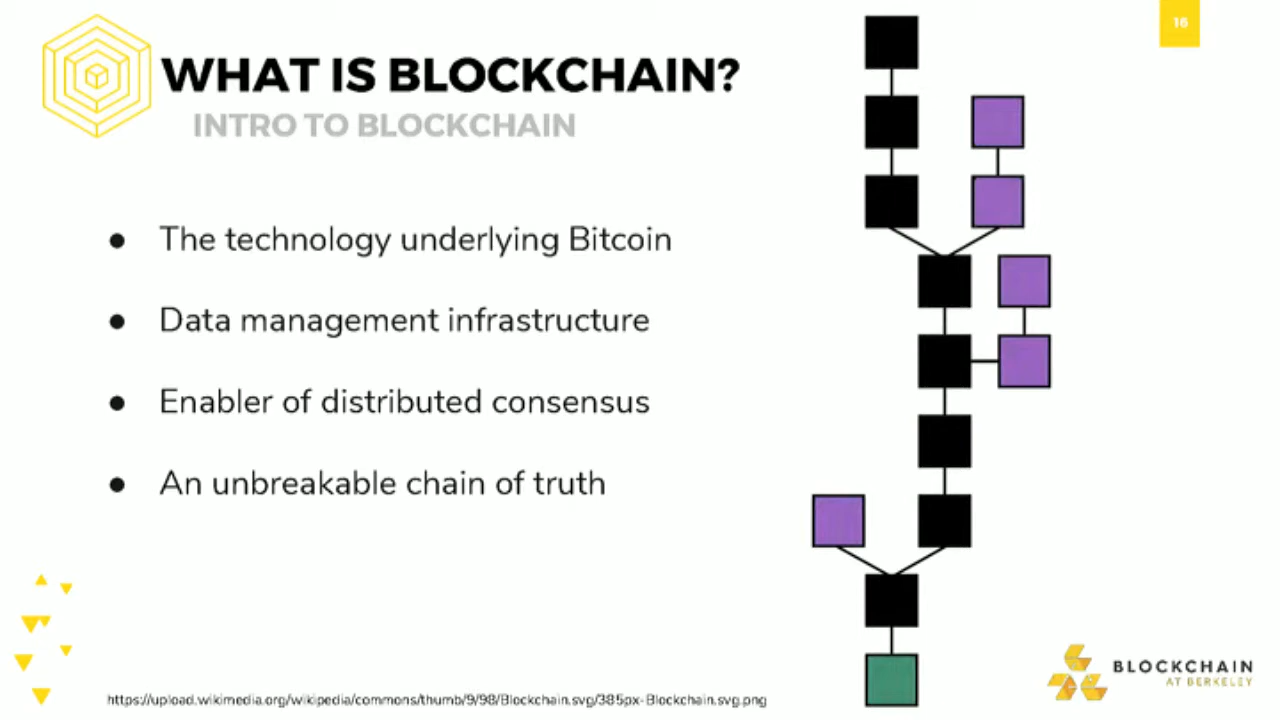 16
WHAT IS BLOCKCHAIN?
INTRO TO BLOCKCHAIN
● The technology underlying Bitcoin
● Data management infrastructure
● Enabler of distributed consensus
● An unbreakable chain of truth
https://upload.wikimedia.org/wikipedia/commons/thumb/9/98/Blockchain.svg/385px-Blockchain.svg.png
BLOCKCHAIN
AT BERKELEY